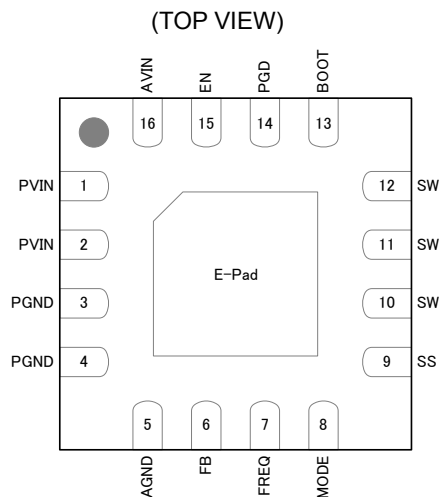 (TOP VIEW)
AVIN EN PGD BOOT
16 15 14 13
PVIN 1 12 SW
PVIN 2 11 SW
E-Pad
PGND 3 10 SW
PGND 4 9 SS
5 6 7 8
AGND FB FREQ MODE